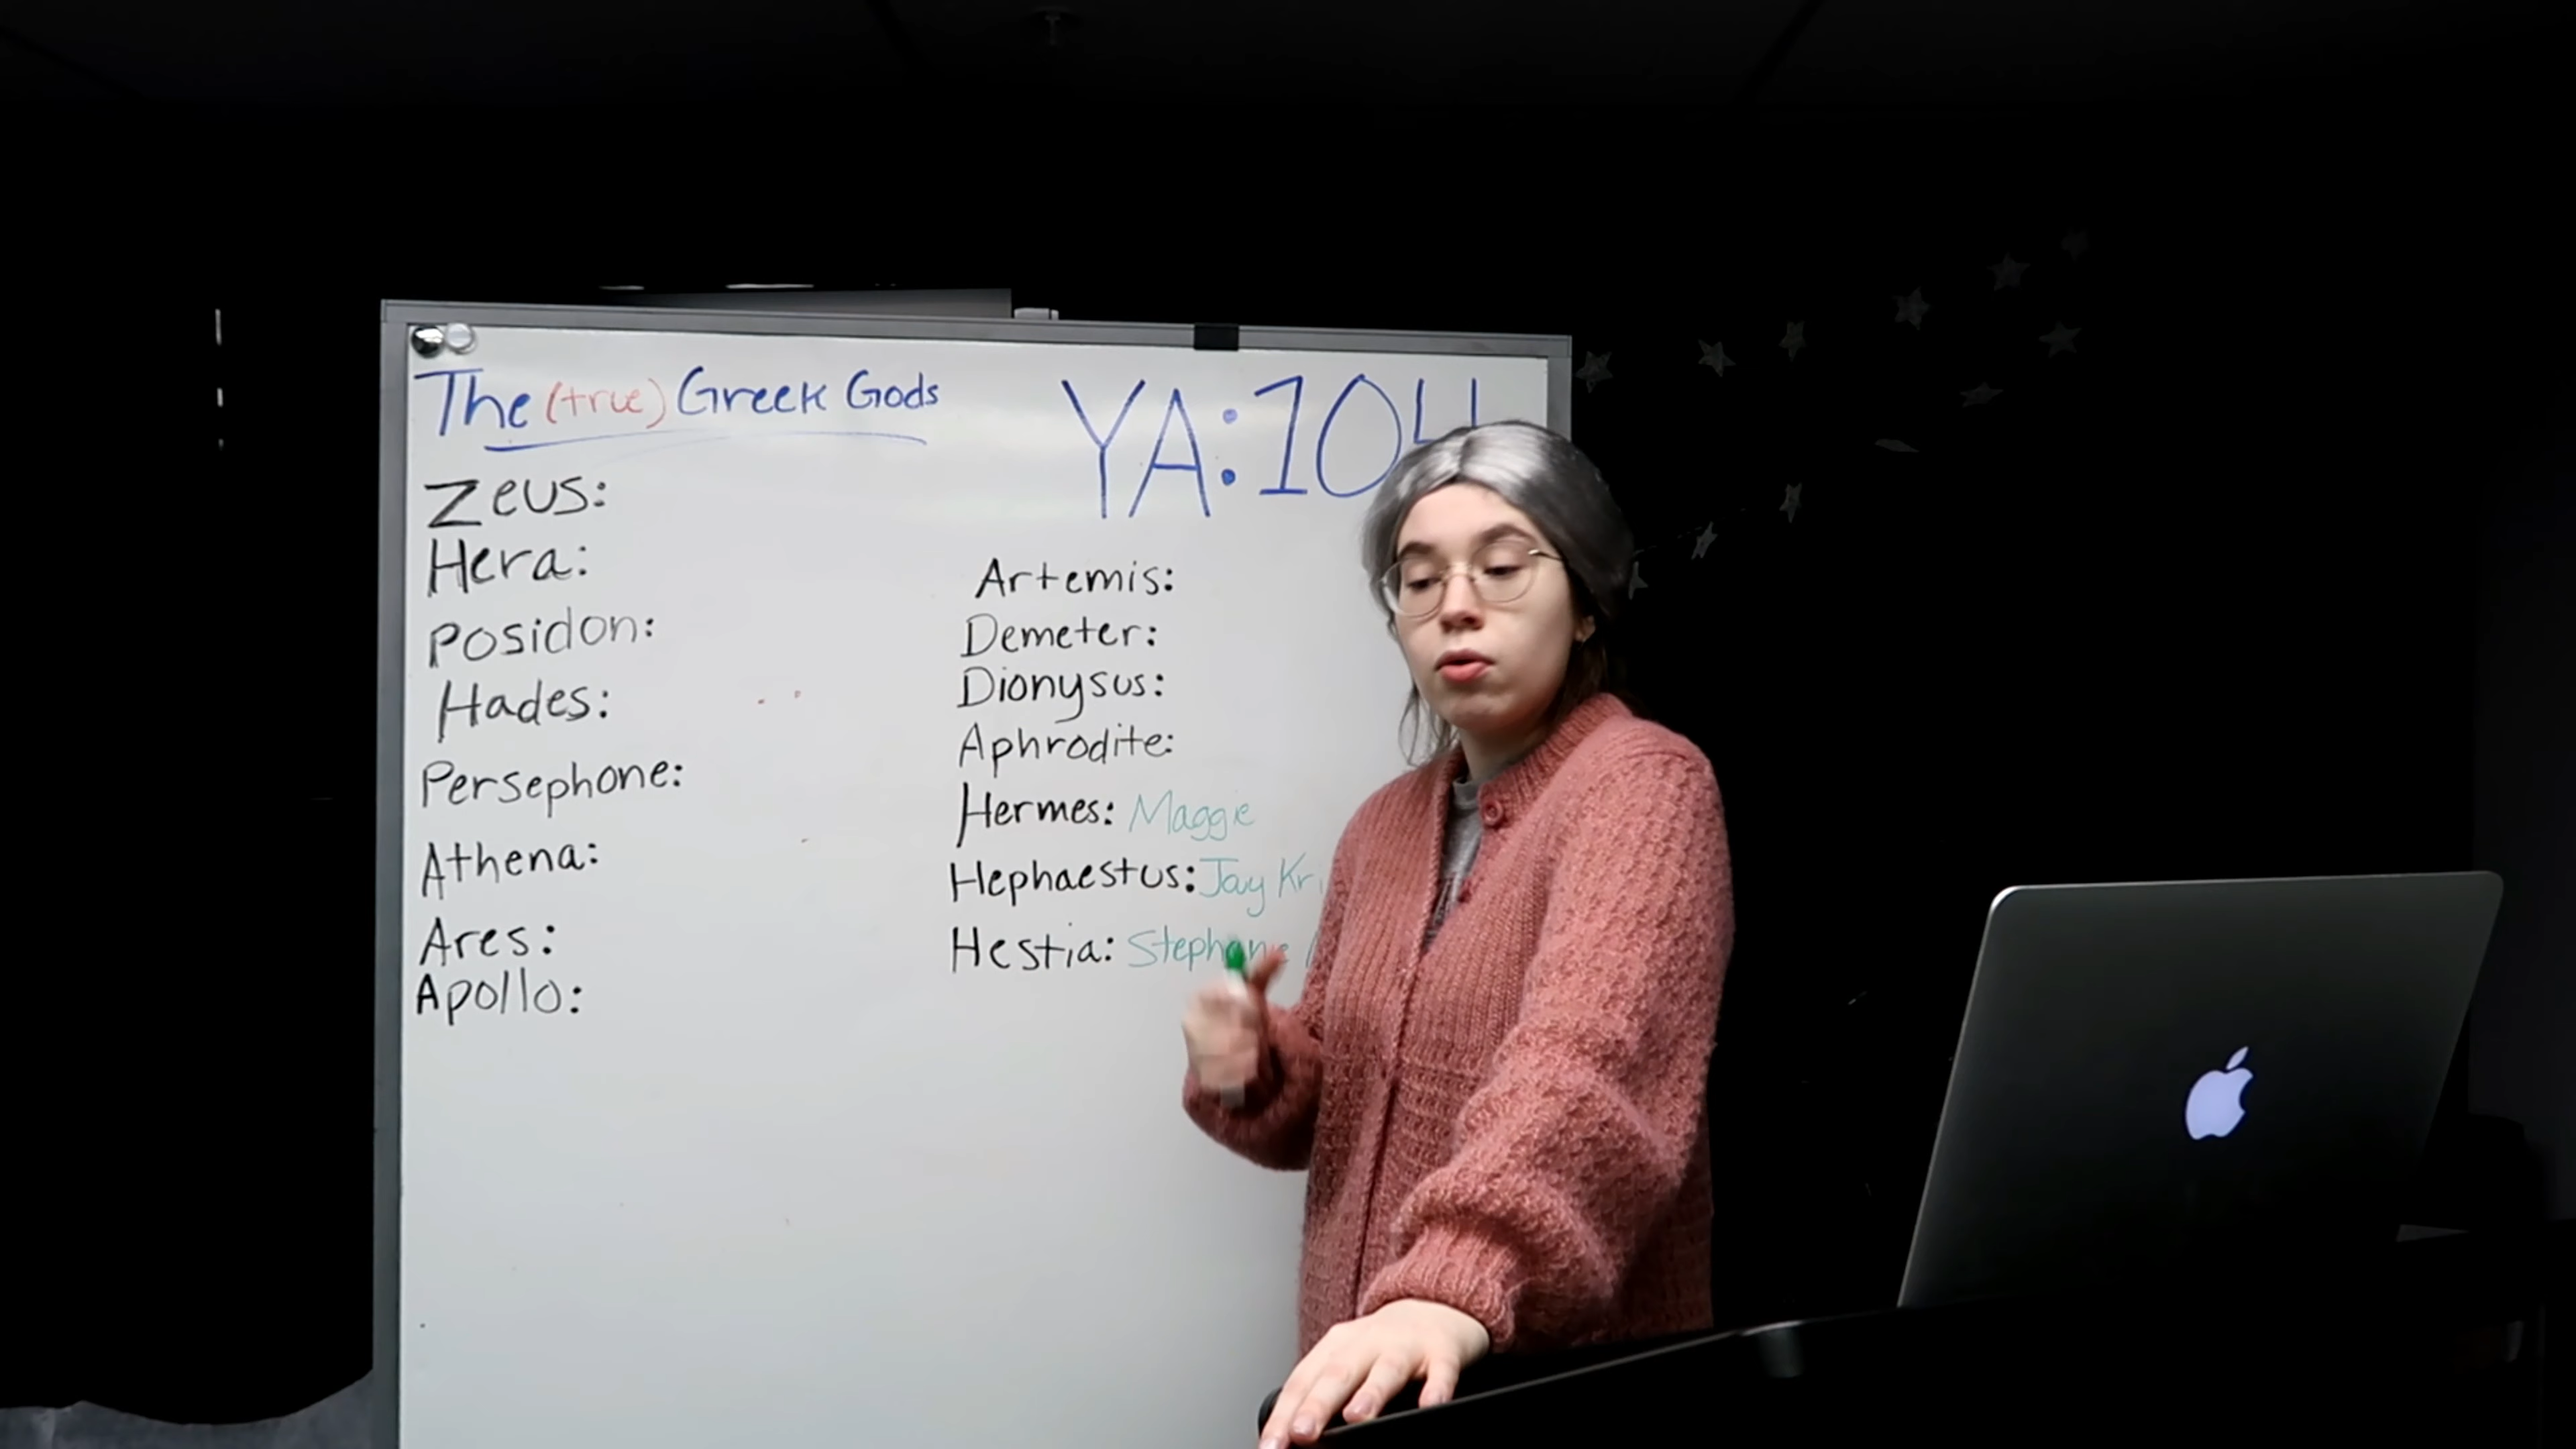 The (true) Greek Gods
YA:104
Zeus:
Hera:
Posidon:
Hades:
Persephone:
Athena:
Ares:
Apollo:
Artemis:
Demeter:
Dionysus:
Aphrodite:
Hermes: Maggie
Hephaestus: Jay
Hestia: Stephanie